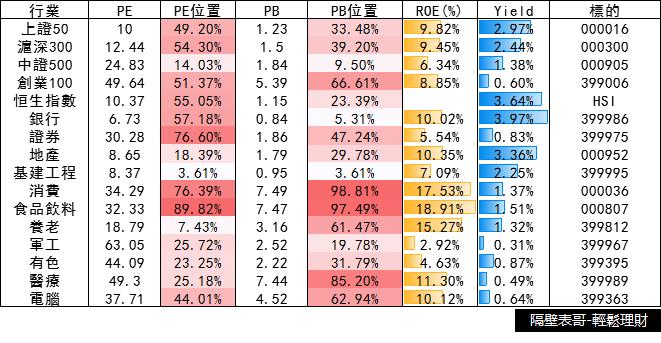 行業 PE PE位置 PB PB位置 ROE(%) Yield 標的
上證50 10 49.20% 1.23 33.48% 9.82% 2.97% 000016
滬深300 12.44 54.30% 1.5 39.20% 9.45% 2.44% 000300
中證500 24.83 14.03% 1.84 9.50% 6.34% 1.38% 000905
創業100 49.64 51.37% 5.39 66.61% 8.85% 0.60% 399006
恒生指數 10.37 55.05% 1.15 23.39% 3.64% HSI
銀行 6.73 57.18% 0.84 5.31% 10.02% 3.97% 399986
證券 30.28 76.60% 1.86 47.24% 5.54% 0.83% 399975
地產 8.65 18.39% 1.79 29.78% 10.35% 3.36% 000952
基建工程 8.37 3.61% 0.95 3.61% 7.09% 2.25% 399995
消費 34.29 76.39% 7.49 98.81% 17.53% 1.37% 000036
食品飲料 32.33 89.82% 7.47 97.49% 18.91% 1.51% 000807
養老 18.79 7.43% 3.16 61.47% 15.27% 1.32% 399812
軍工 63.05 25.72% 2.52 19.78% 2.92% 0.31% 399967
有色 44.09 23.25% 2.22 31.79% 4.63% 0.87% 399395
醫療 49.3 25.18% 7.44 85.20% 11.30% 0.49% 399989
電腦 37.71 44.01% 4.52 62.94% 10.12% 0.64% 399363
隔壁表哥-輕鬆理財